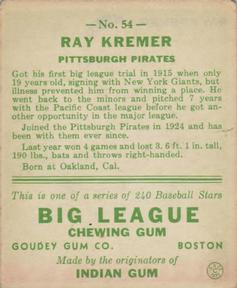 — No. 54 —
RAY KREMER
PITTSBURGH PIRATES
Got his first big league trial in 1915 when only
19 years old, signing with New York Giants, but
illness prevented him from winning a place. He
went back to the minors and pitched 7 years
with the Pacific Coast league before he got an-
other opportunity in the major league.
Joined the Pittsburgh Pirates in 1924 and has
been with them ever since.
Last year won 4 games and lost 3. 6 ft. 1 in. tall,
190 lbs., bats and throws right-handed.
Born at Oakland, Cal.
This is one of a series of 240 Baseball Stars
BIG LEAGUE
CHEWING GUM
GOUDEY GUM CO. BOSTON
Made by the originators of
INDIAN GUM